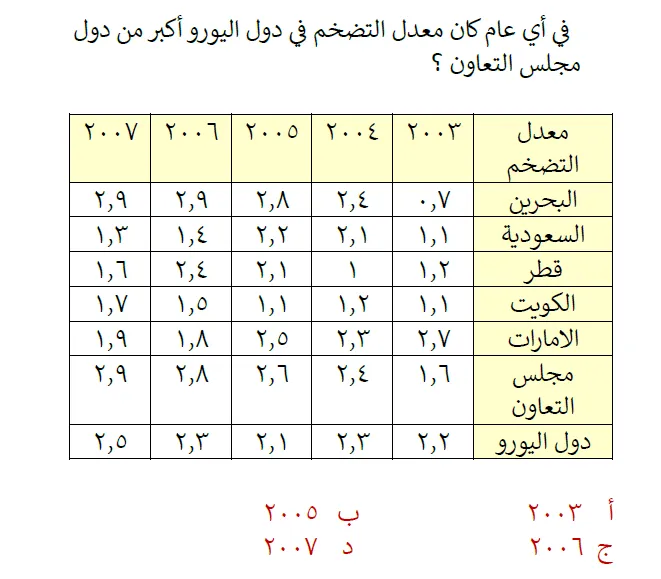 في أي عام كان معدل التضخم في دول اليورو أكبر من دول
مجلس التعاون ؟
معدل التضخم ٢٠٠٣ ٢٠٠٤ ٢٠٠٥ ٢٠٠٦ ٢٠٠٧
البحرين ٠,٧ ٢,٤ ٢,٨ ٢,٩ ٢,٩
السعودية ١,١ ٢,١ ٢,٢ ١,٤ ١,٣
قطر ١,٢ ١ ٢,١ ٢,٤ ١,٦
الكويت ١,١ ١,٢ ١,١ ١,٥ ١,٧
الامارات ٢,٧ ٢,٣ ٢,٥ ١,٨ ١,٩
مجلس التعاون ١,٦ ٢,٤ ٢,٦ ٢,٨ ٢,٩
دول اليورو ٢,٢ ٢,٣ ٢,١ ٢,٣ ٢,٥
أ ٢٠٠٣ ب ٢٠٠٥
ج ٢٠٠٦ د ٢٠٠٧